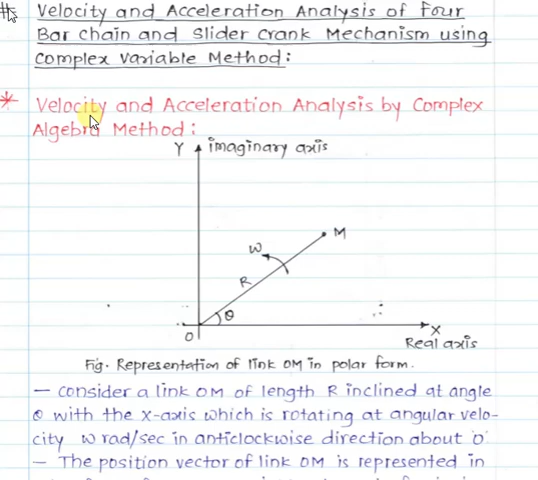 # Velocity and Acceleration Analysis of Four
Bar Chain and Slider Crank Mechanism using
Complex Variable Method:
* Velocity and Acceleration Analysis by Complex
Algebra Method:
Y imaginary axis
M
ω
R
θ
O
X
Real axis
Fig. Representation of link OM in polar form.
- Consider a link OM of length R inclined at angle
θ with the x-axis which is rotating at angular velo-
city ω rad/sec in anticlockwise direction about 'O'
- The position vector of link OM is represented in